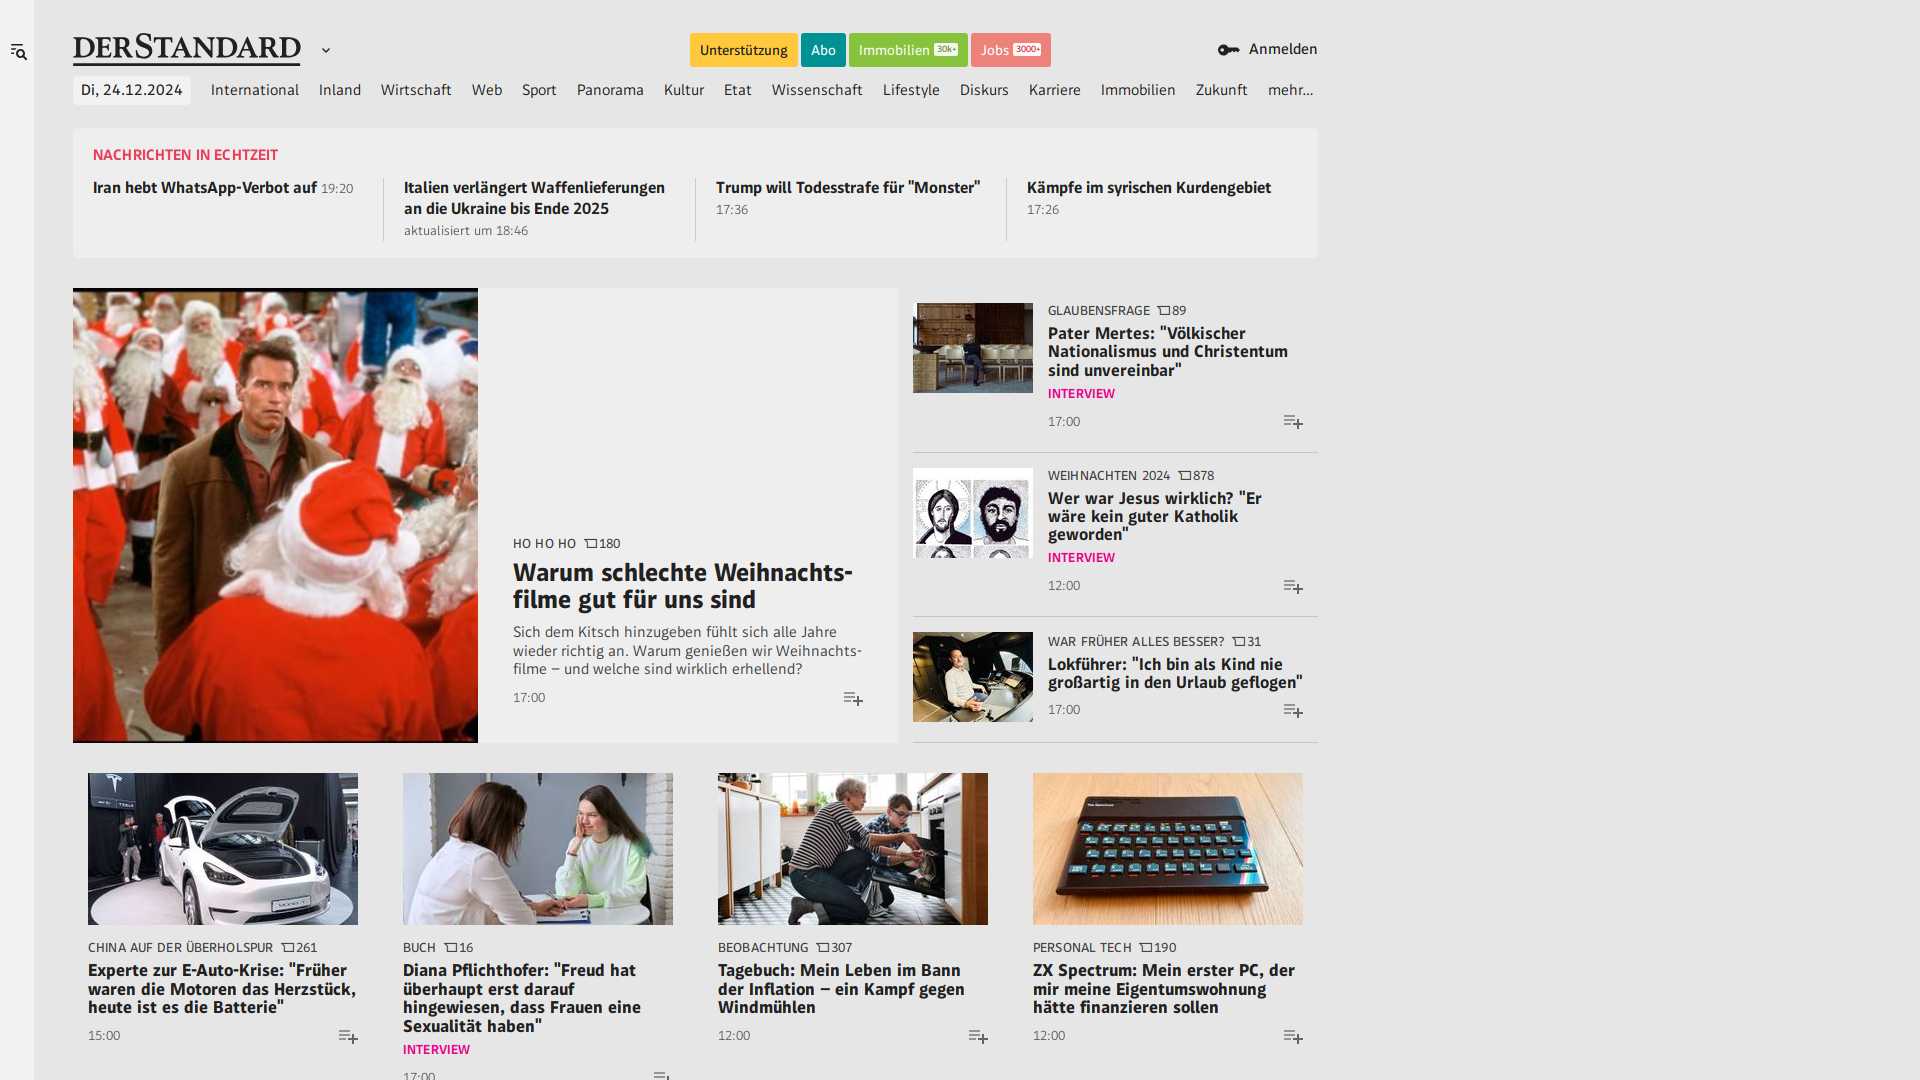 DERSTANDARD
Unterstützung
Abo
Immobilien 30k+
Jobs 3000+
Anmelden
Di, 24.12.2024
International
Inland
Wirtschaft
Web
Sport
Panorama
Kultur
Etat
Wissenschaft
Lifestyle
Diskurs
Karriere
Immobilien
Zukunft
mehr...
NACHRICHTEN IN ECHTZEIT
Iran hebt WhatsApp-Verbot auf 19:20
Italien verlängert Waffenlieferungen
an die Ukraine bis Ende 2025
aktualisiert um 18:46
Trump will Todesstrafe für "Monster"
17:36
Kämpfe im syrischen Kurdengebiet
17:26
HO HO HO 180
Warum schlechte Weihnachts-
filme gut für uns sind
Sich dem Kitsch hinzugeben fühlt sich alle Jahre
wieder richtig an. Warum genießen wir Weihnachts-
filme – und welche sind wirklich erhellend?
17:00
GLAUBENSFRAGE 89
Pater Mertes: "Völkischer
Nationalismus und Christentum
sind unvereinbar"
INTERVIEW
17:00
WEIHNACHTEN 2024 878
Wer war Jesus wirklich? "Er
wäre kein guter Katholik
geworden"
INTERVIEW
12:00
WAR FRÜHER ALLES BESSER? 31
Lokführer: "Ich bin als Kind nie
großartig in den Urlaub geflogen"
17:00
CHINA AUF DER ÜBERHOLSPUR 261
Experte zur E-Auto-Krise: "Früher
waren die Motoren das Herzstück,
heute ist es die Batterie"
15:00
BUCH 16
Diana Pflichthofer: "Freud hat
überhaupt erst darauf
hingewiesen, dass Frauen eine
Sexualität haben"
INTERVIEW
17:00
BEOBACHTUNG 307
Tagebuch: Mein Leben im Bann
der Inflation – ein Kampf gegen
Windmühlen
12:00
PERSONAL TECH 190
ZX Spectrum: Mein erster PC, der
mir meine Eigentumswohnung
hätte finanzieren sollen
12:00